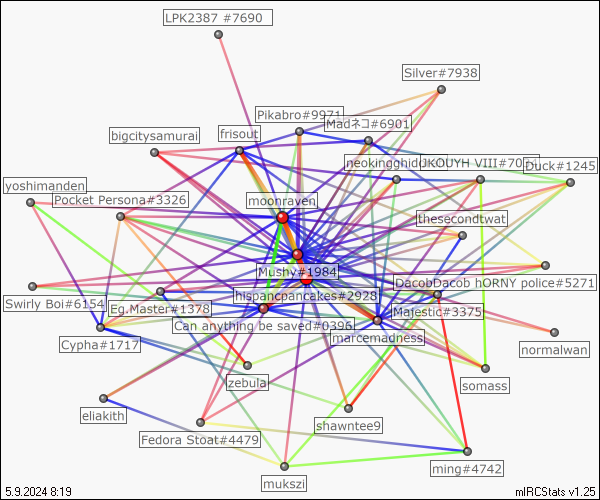 LPK2387 #7690
Silver#7938
Pikabro#9971
Madネコ#6901
bigcitysamurai
frisout
neokingghidoJKOUYH VIII#70
Duck#1245
yoshimanden
Pocket Persona#3326
moonraven
thesecondtwat
Mushy#1984
DacobDacob hORNY police#5271
Swirly Boi#6154
Eg.Master#1378
hispancpancakes#2928
Majestic#3375
Can anything be saved#0396
Cypha#1717
marcemadness
normalwan
zebula
somass
eliakith
shawntee9
Fedora Stoat#4479
ming#4742
mukszi
5.9.2024 8:19
mIRCStats v1.25